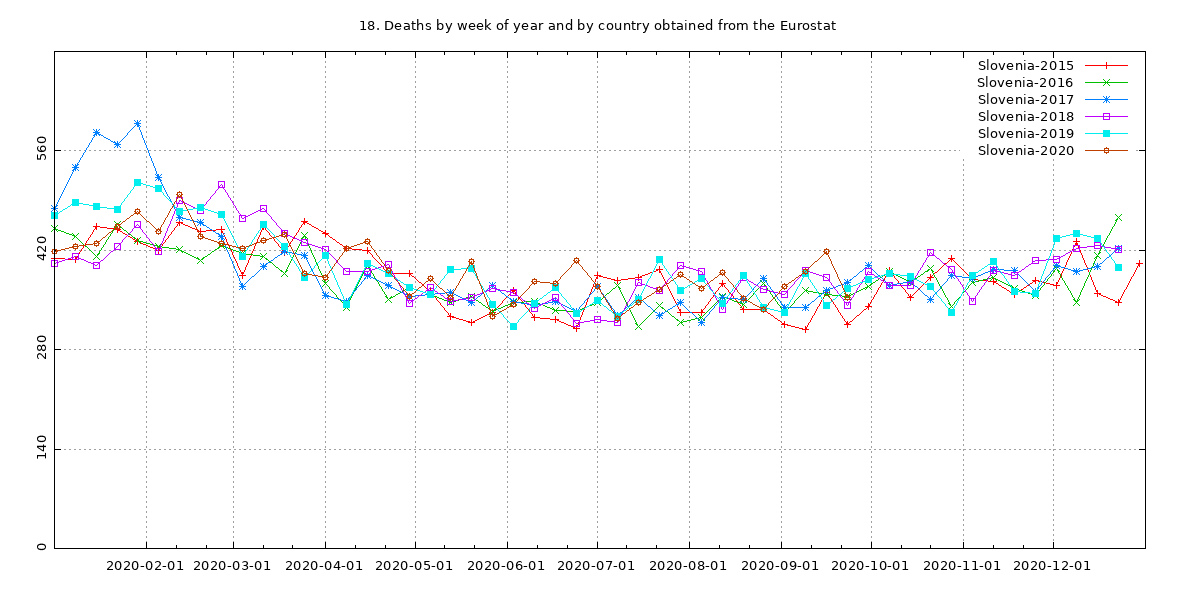 18. Deaths by week of year and by country obtained from the Eurostat
Slovenia-2015
Slovenia-2016
Slovenia-2017
Slovenia-2018
Slovenia-2019
Slovenia-2020
560
420
280
140
0
2020-02-01 2020-03-01 2020-04-01 2020-05-01 2020-06-01 2020-07-01 2020-08-01 2020-09-01 2020-10-01 2020-11-01 2020-12-01